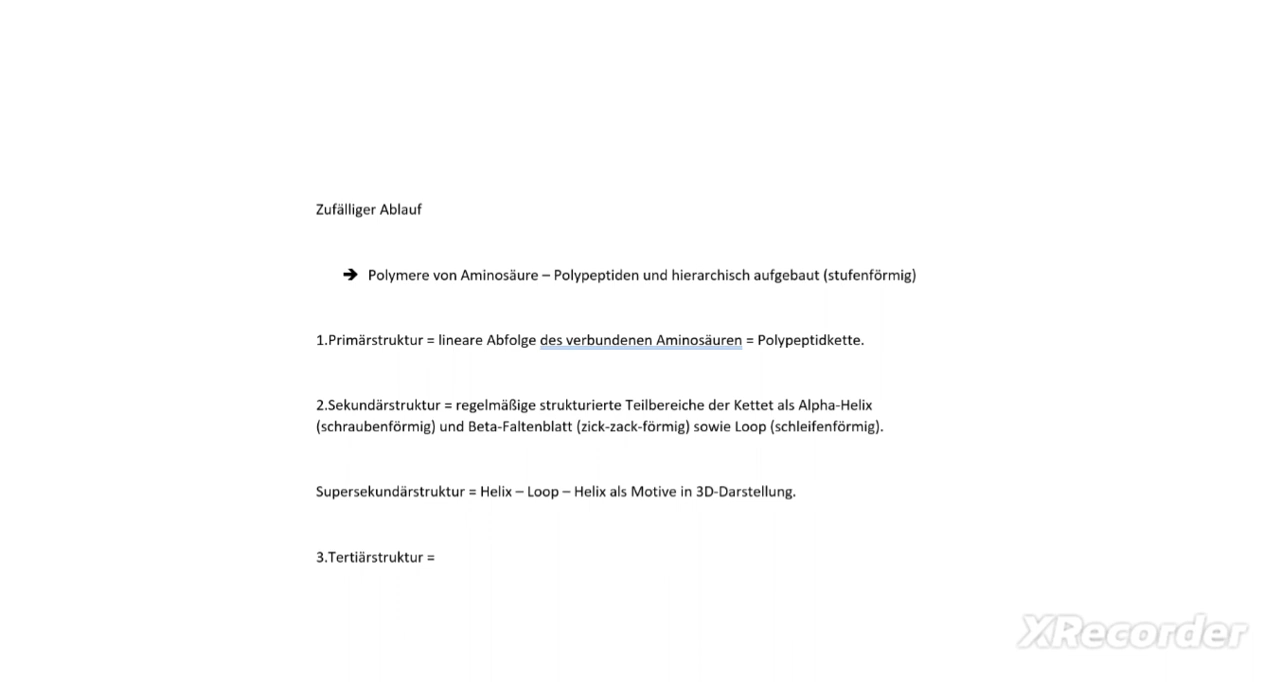 Zufälliger Ablauf
➔ Polymere von Aminosäure – Polypeptiden und hierarchisch aufgebaut (stufenförmig)
1.Primärstruktur = lineare Abfolge des verbundenen Aminosäuren = Polypeptidkette.
2.Sekundärstruktur = regelmäßige strukturierte Teilbereiche der Kettet als Alpha-Helix
(schraubenförmig) und Beta-Faltenblatt (zick-zack-förmig) sowie Loop (schleifenförmig).
Supersekundärstruktur = Helix – Loop – Helix als Motive in 3D-Darstellung.
3.Tertiärstruktur =
XRecorder